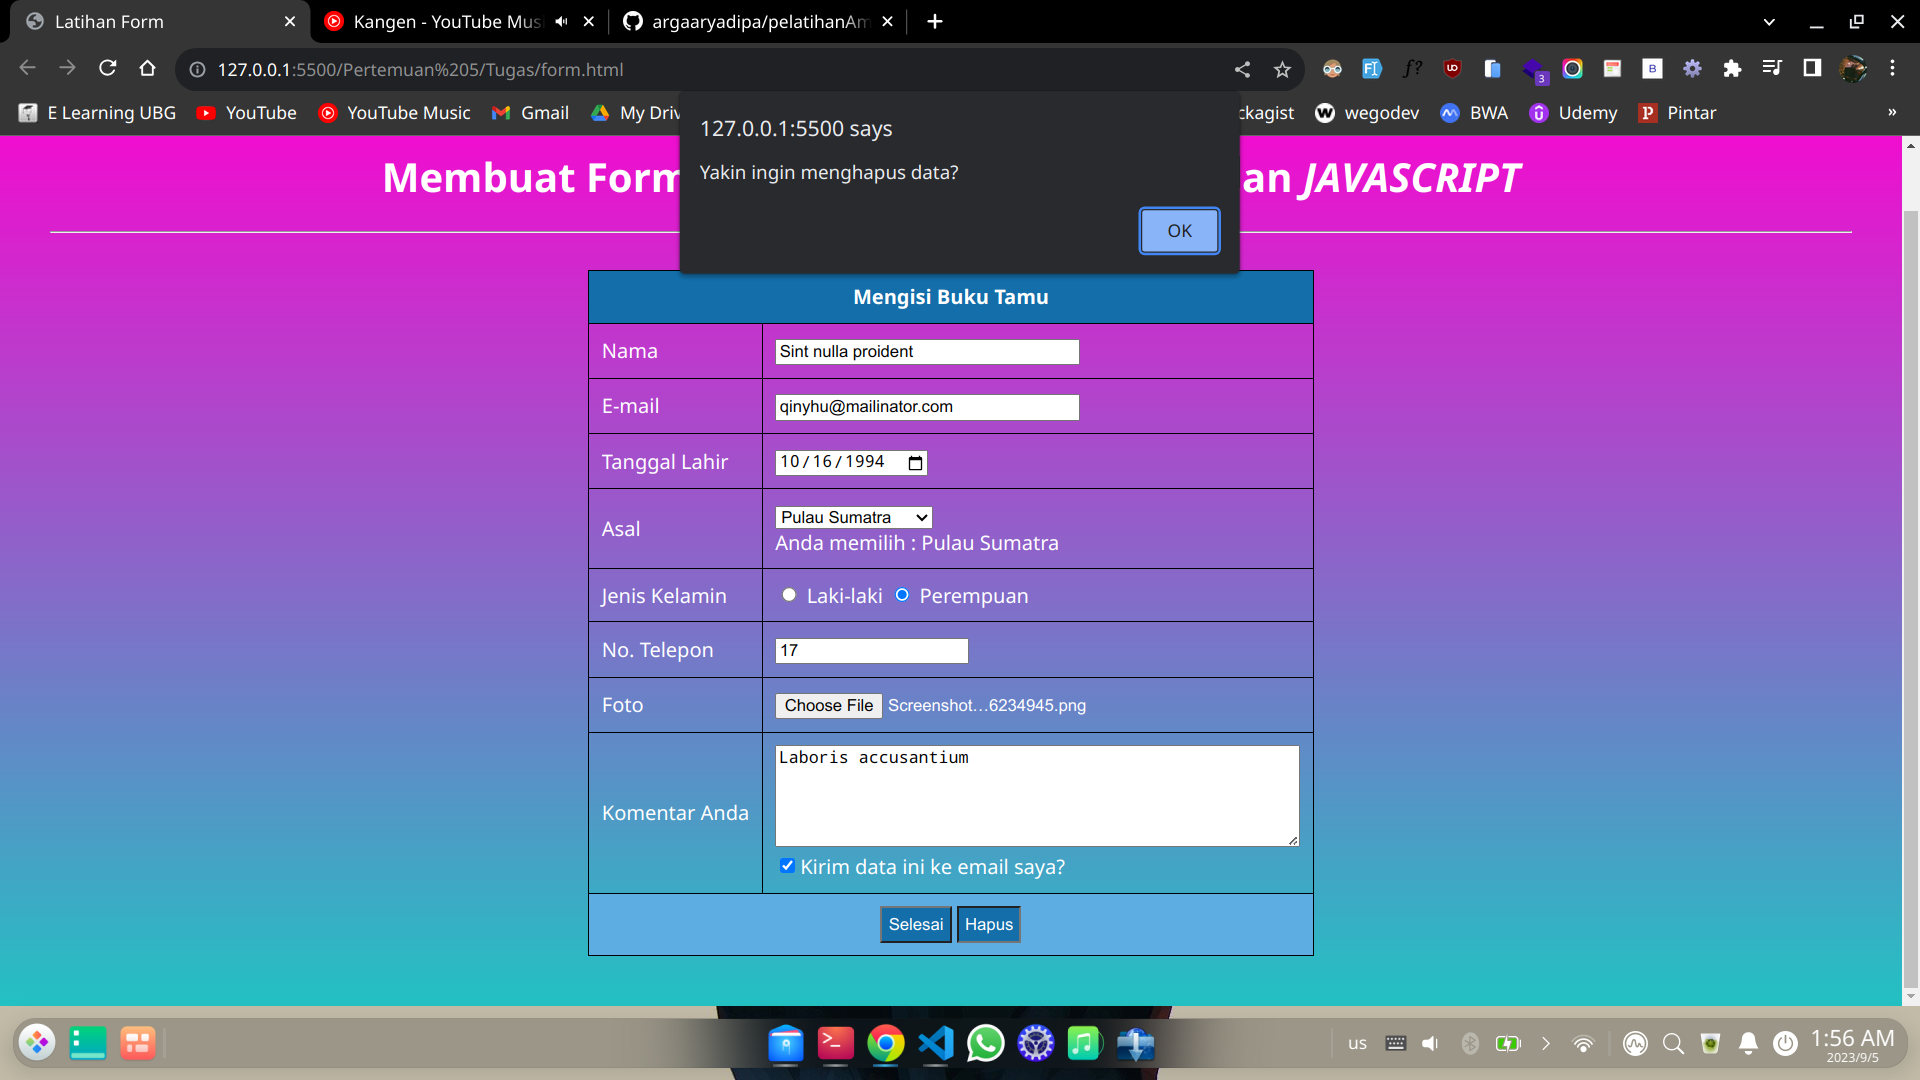 Latihan Form
Kangen - YouTube Mus
argaaryadipa/pelatihanAm
127.0.0.1:5500/Pertemuan%205/Tugas/form.html
E Learning UBG
YouTube
YouTube Music
Gmail
My Driv
ckagist
wegodev
BWA
Udemy
Pintar
»
127.0.0.1:5500 says
Yakin ingin menghapus data?
OK
Membuat Form
an JAVASCRIPT
Mengisi Buku Tamu
Nama
Sint nulla proident
E-mail
qinyhu@mailinator.com
Tanggal Lahir
10/16/1994
Asal
Pulau Sumatra
Anda memilih : Pulau Sumatra
Jenis Kelamin
Laki-laki
Perempuan
No. Telepon
17
Foto
Choose File
Screenshot...6234945.png
Komentar Anda
Laboris accusantium
Kirim data ini ke email saya?
Selesai
Hapus
us
1:56 AM
2023/9/5